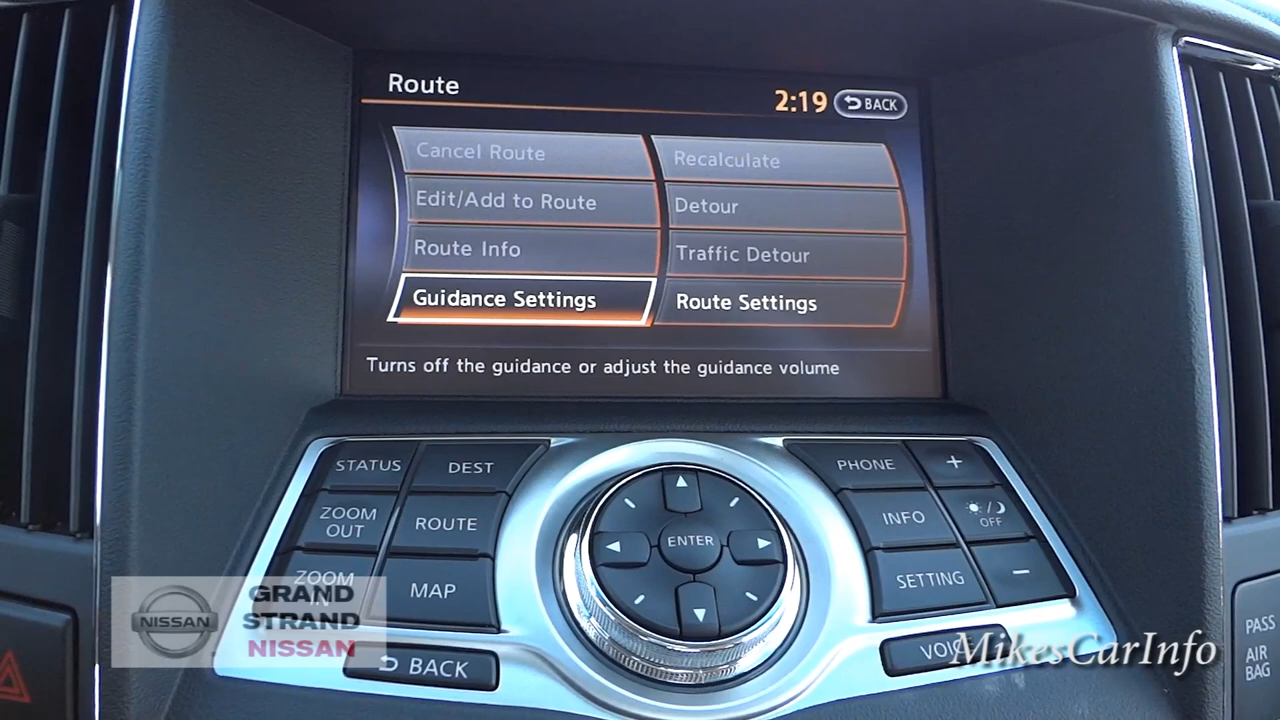 Route
2:19
BACK
Cancel Route
Recalculate
Edit/Add to Route
Detour
Route Info
Traffic Detour
Guidance Settings
Route Settings
Turns off the guidance or adjust the guidance volume
STATUS
DEST
PHONE
+
ZOOM
OUT
ROUTE
ENTER
INFO
OFF
ZOOM
MAP
SETTING
−
BACK
NISSAN
GRAND
STRAND
NISSAN
MikesCarInfo
PASS
AIR
BAG